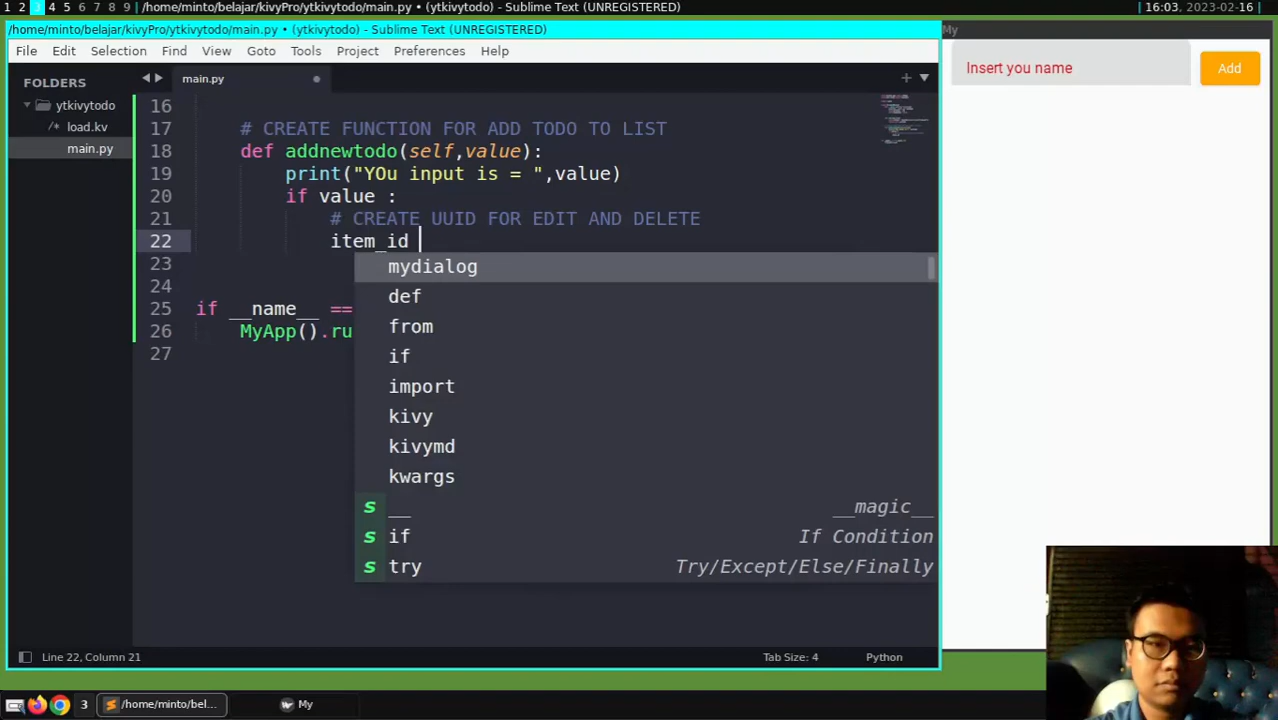 1 2 3 4 5 6 7 8 9 /home/minto/belajar/kivyPro/ytkivytodo/main.py • (ytkivytodo) - Sublime Text (UNREGISTERED) 16:03, 2023-02-16
/home/minto/belajar/kivyPro/ytkivytodo/main.py • (ytkivytodo) - Sublime Text (UNREGISTERED) My
File Edit Selection Find View Goto Tools Project Preferences Help
Insert you name Add
FOLDERS main.py
ytkivytodo
/* load.kv
main.py
16
17 # CREATE FUNCTION FOR ADD TODO TO LIST
18 def addnewtodo(self,value):
19 print("YOu input is = ",value)
20 if value :
21 # CREATE UUID FOR EDIT AND DELETE
22 item_id
23
24
25 if __name__ ==
26 MyApp().ru
27
mydialog
def
from
if
import
kivy
kivymd
kwargs
s __ __magic__
s if If Condition
s try Try/Except/Else/Finally
Line 22, Column 21 Tab Size: 4 Python
3 /home/minto/bel... My